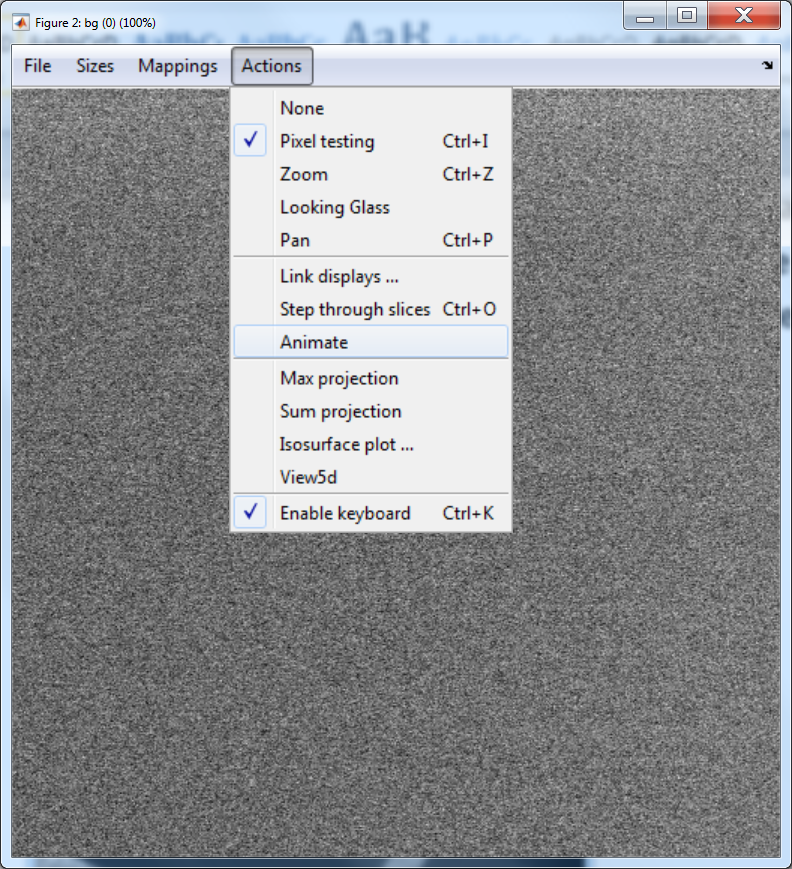 Figure 2: bg (0) (100%)
File Sizes Mappings Actions
None
Pixel testing Ctrl+I
Zoom Ctrl+Z
Looking Glass
Pan Ctrl+P
Link displays ...
Step through slices Ctrl+O
Animate
Max projection
Sum projection
Isosurface plot ...
View5d
Enable keyboard Ctrl+K